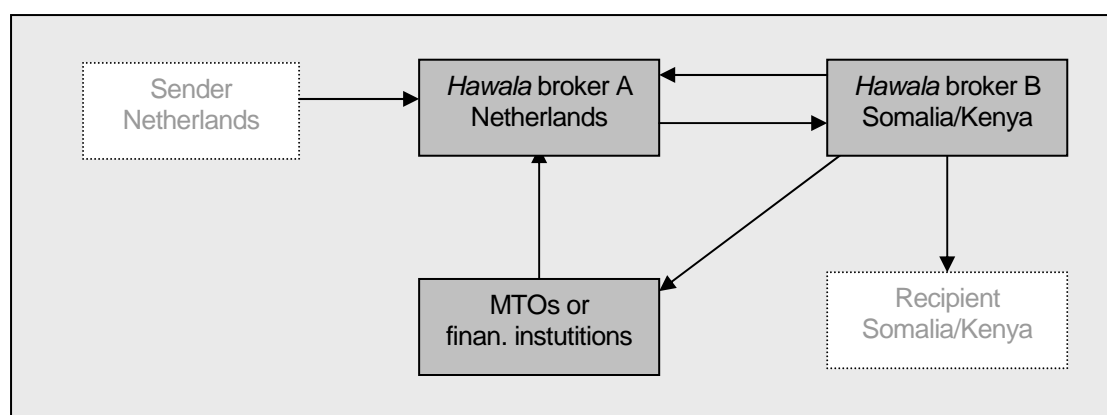 Sender
Netherlands
Hawala broker A
Netherlands
Hawala broker B
Somalia/Kenya
MTOs or
finan. instutitions
Recipient
Somalia/Kenya